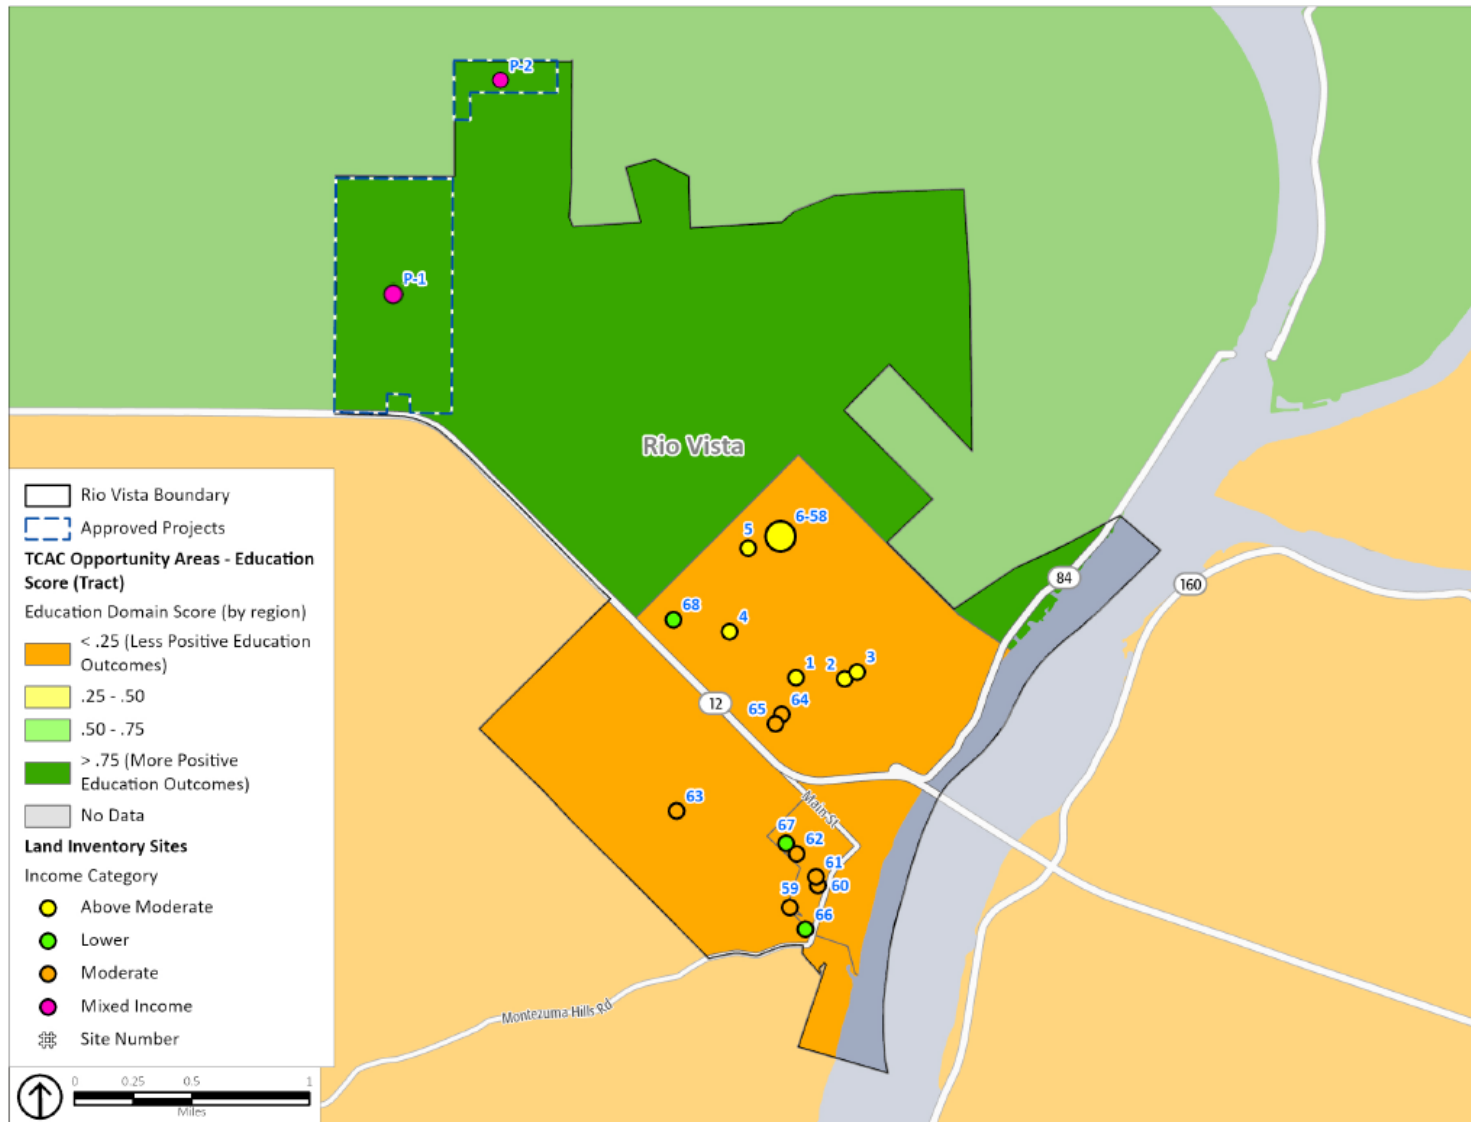 P-2
P-1
Rio Vista
6-58
5
84
160
68
4
1
2
3
12
64
65
63
Main St
67
62
61
60
59
66
Montezuma Hills Rd
Rio Vista Boundary
Approved Projects
TCAC Opportunity Areas - Education
Score (Tract)
Education Domain Score (by region)
< .25 (Less Positive Education
Outcomes)
.25 - .50
.50 - .75
> .75 (More Positive
Education Outcomes)
No Data
Land Inventory Sites
Income Category
Above Moderate
Lower
Moderate
Mixed Income
Site Number
0 0.25 0.5 1
Miles